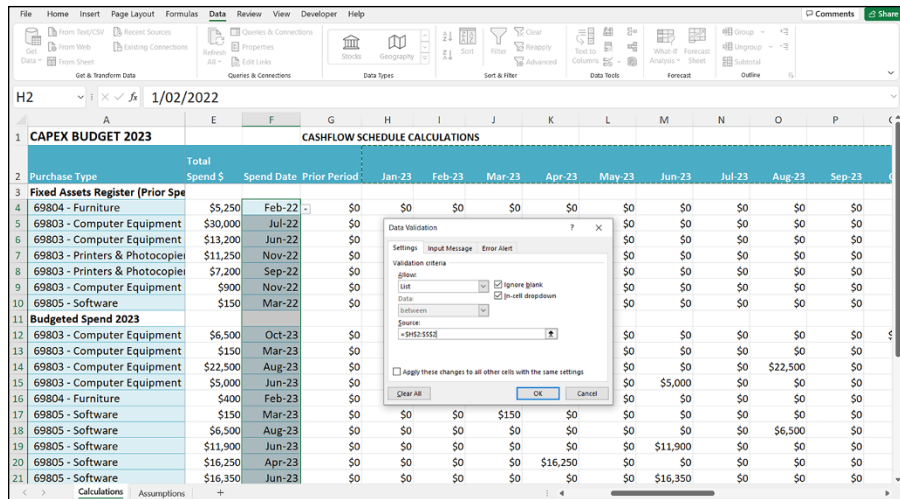 File Home Insert Page Layout Formulas Data Review View Developer Help Comments Share
From Text/CSV Recent Sources Queries & Connections Clear Group
Get Data From Web Existing Connections Refresh All Properties Stocks Geography Sort Filter Reapply Text to Columns What-If Analysis Forecast Sheet Ungroup
From Sheet Edit Links Advanced Subtotal
Get & Transform Data Queries & Connections Data Types Sort & Filter Data Tools Forecast Outline
H2 fx 1/02/2022
A E F G H I J K L M N O P
1 CAPEX BUDGET 2023 CASHFLOW SCHEDULE CALCULATIONS
Total
2 Purchase Type Spend $ Spend Date Prior Period Jan-23 Feb-23 Mar-23 Apr-23 May-23 Jun-23 Jul-23 Aug-23 Sep-23
3 Fixed Assets Register (Prior Spe
4 69804 - Furniture $5,250 Feb-22 $0 $0 $0 $0 $0 $0 $0 $0 $0 $0
5 69803 - Computer Equipment $30,000 Jul-22 $0 $0 $0 $0 $0
6 69803 - Computer Equipment $13,200 Jun-22 $0 $0 $0 $0 $0
7 69803 - Printers & Photocopier $11,250 Nov-22 $0 $0 $0 $0 $0
8 69803 - Printers & Photocopier $7,200 Sep-22 $0 $0 $0 $0 $0
9 69803 - Computer Equipment $900 Nov-22 $0 $0 $0 $0 $0
10 69805 - Software $150 Mar-22 $0 $0 $0 $0 $0
11 Budgeted Spend 2023
12 69803 - Computer Equipment $6,500 Oct-23 $0 $0 $0 $0 $0
13 69803 - Computer Equipment $150 Mar-23 $0 $0 $0 $0 $0
14 69803 - Computer Equipment $22,500 Aug-23 $0 $0 $0 $22,500 $0
15 69803 - Computer Equipment $5,000 Jun-23 $0 $5,000 $0 $0 $0
16 69804 - Furniture $400 Feb-23 $0 $0 $0 $0 $0
17 69805 - Software $150 Mar-23 $0 $0 $0 $150 $0 $0 $0 $0 $0 $0
18 69805 - Software $6,500 Aug-23 $0 $0 $0 $0 $0 $0 $0 $0 $6,500 $0
19 69805 - Software $11,900 Jun-23 $0 $0 $0 $0 $0 $0 $11,900 $0 $0 $0
20 69805 - Software $16,250 Apr-23 $0 $0 $0 $0 $16,250 $0 $0 $0 $0 $0
21 69805 - Software $16,350 Jun-23 $0 $0 $0 $0 $0 $0 $16,350 $0 $0 $0
Data Validation ? ×
Settings Input Message Error Alert
Validation criteria
Allow:
List Ignore blank
Data: In-cell dropdown
between
Source:
=$H$2:$S$2
Apply these changes to all other cells with the same settings
Clear All OK Cancel
Calculations Assumptions +